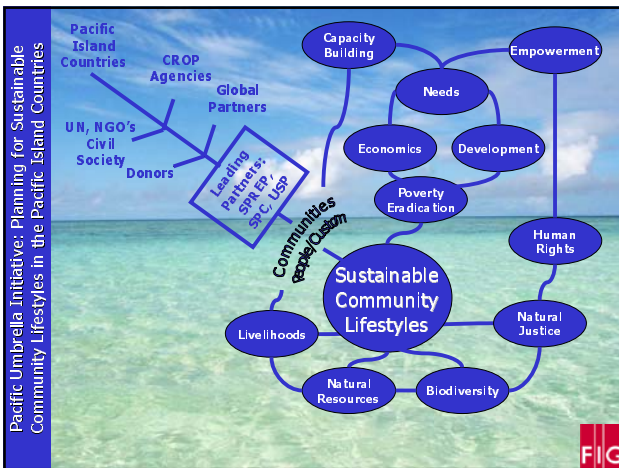 Pacific Umbrella Initiative: Planning for Sustainable
Community Lifestyles in the Pacific Island Countries
Pacific
Island
Countries
CROP
Agencies
Global
Partners
UN, NGO's
Civil
Society
Donors
Leading
Partners:
SPREP,
SPC, USP
Communities
People/Custom
Capacity
Building
Empowerment
Needs
Economics
Development
Poverty
Eradication
Human
Rights
Sustainable
Community
Lifestyles
Livelihoods
Natural
Justice
Natural
Resources
Biodiversity
FIG